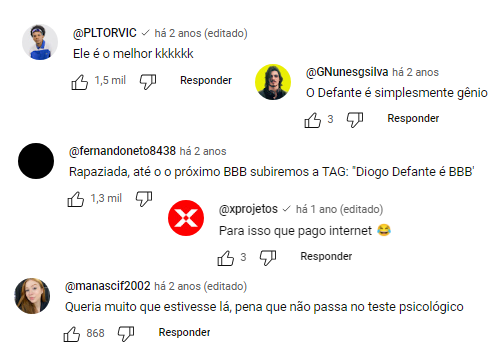 @PLTORVIC há 2 anos (editado)
Ele é o melhor kkkkkk
1,5 mil Responder
@GNunesgsilva há 2 anos
O Defante é simplesmente gênio
3 Responder
@fernandoneto8438 há 2 anos
Rapaziada, até o o próximo BBB subiremos a TAG: "Diogo Defante é BBB'
1,3 mil
@xprojetos há 1 ano (editado)
Para isso que pago internet 😂
3 Responder
@manascif2002 há 2 anos (editado)
Queria muito que estivesse lá, pena que não passa no teste psicológico
868 Responder